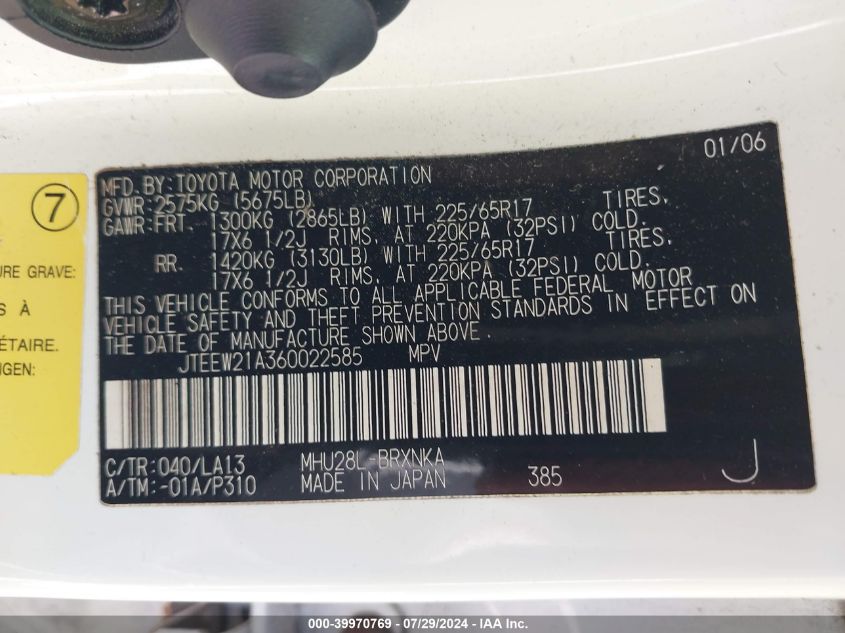 01/06
MFD. BY: TOYOTA MOTOR CORPORATION
GVWR: 2575KG (5675LB)
GAWR: FRT. 1300KG (2865LB) WITH 225/65R17 TIRES,
17X6 1/2J RIMS, AT 220KPA (32PSI) COLD.
RR. 1420KG (3130LB) WITH 225/65R17 TIRES,
17X6 1/2J RIMS, AT 220KPA (32PSI) COLD.
THIS VEHICLE CONFORMS TO ALL APPLICABLE FEDERAL MOTOR
VEHICLE SAFETY AND THEFT PREVENTION STANDARDS IN EFFECT ON
THE DATE OF MANUFACTURE SHOWN ABOVE.
JTEEW21A360022585 MPV
C/TR: 040/LA13 MHU28L-BRXNKA
A/TM: -01A/P310 MADE IN JAPAN 385 J
7
URE GRAVE:
S À
ÉTAIRE.
NGEN:
000-39970769 - 07/29/2024 - IAA Inc.